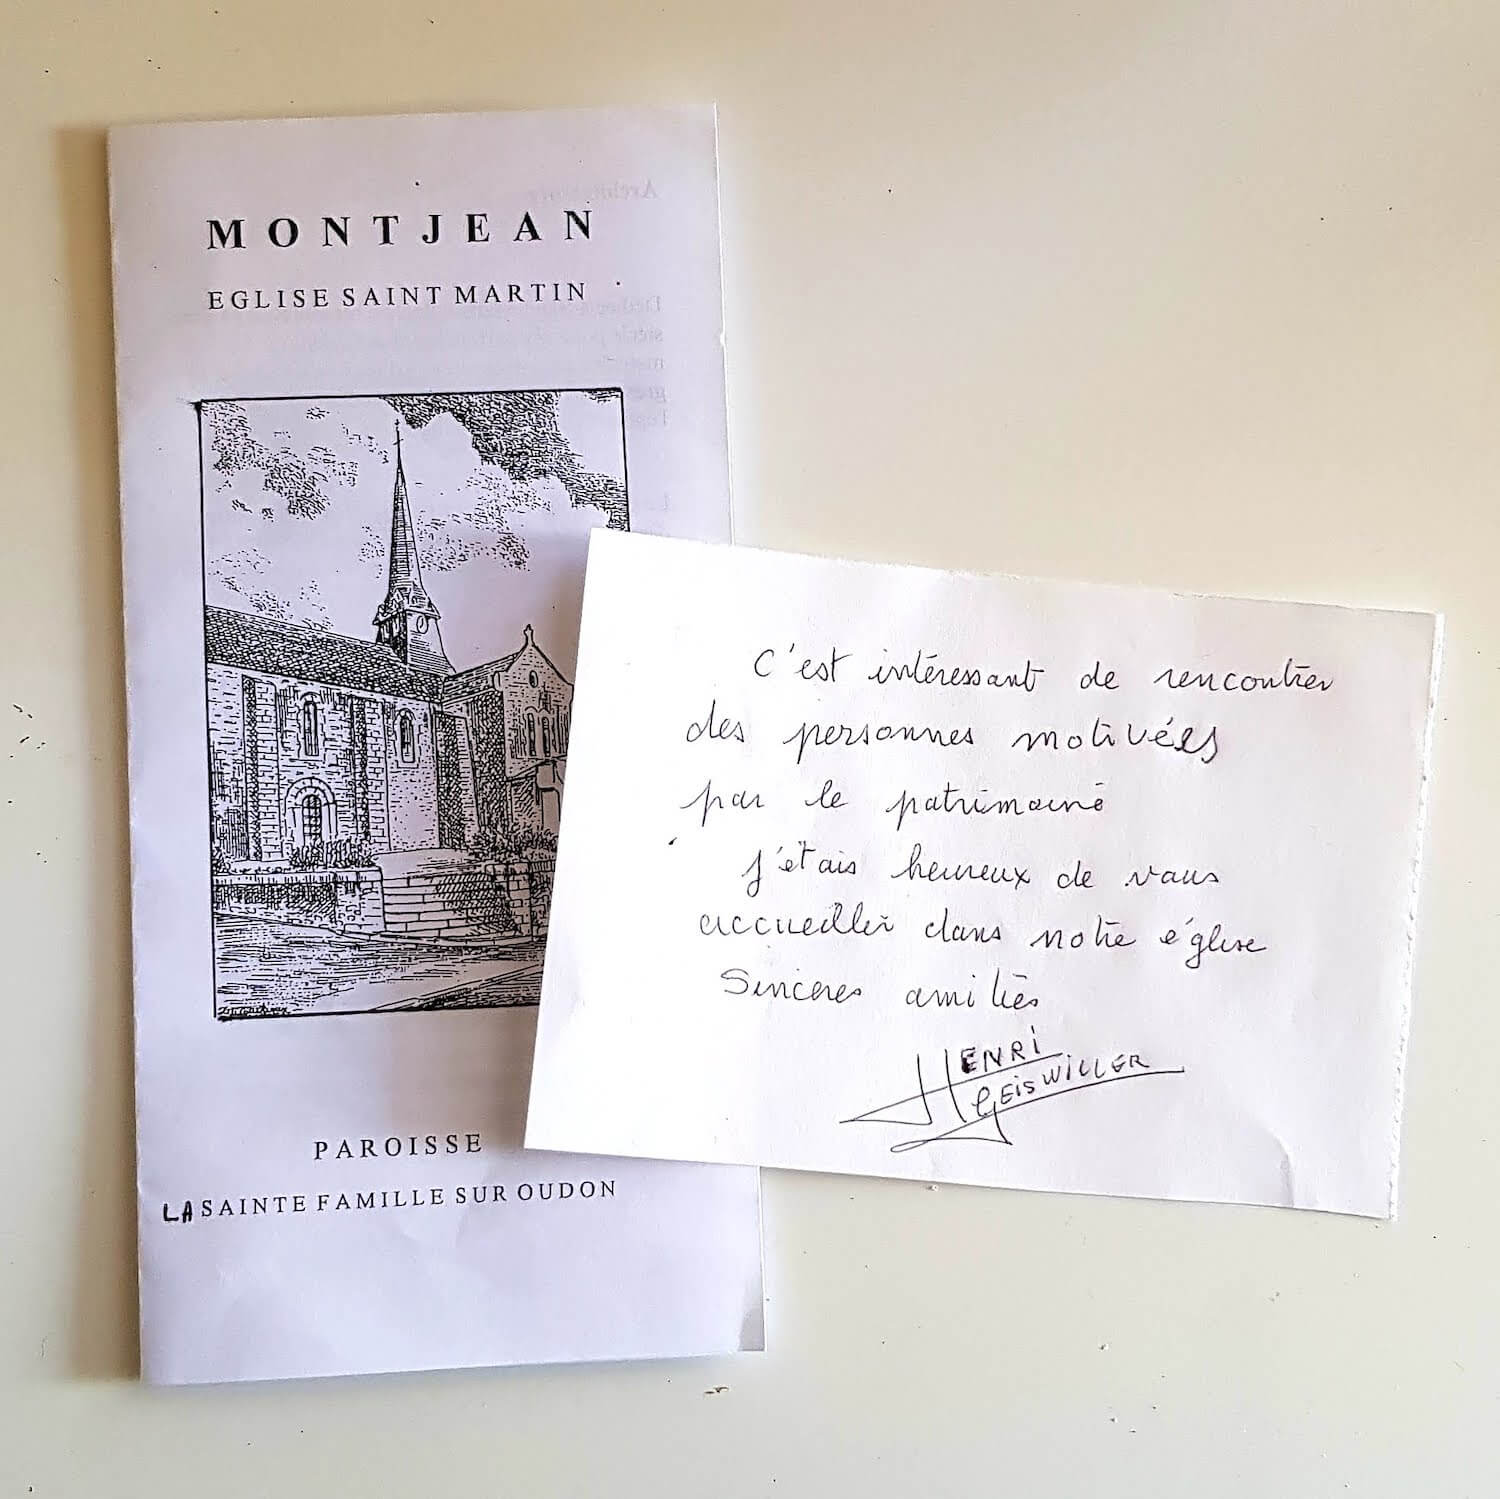 MONTJEAN
EGLISE SAINT MARTIN
PAROISSE
LA SAINTE FAMILLE SUR OUDON
C'est intéressant de rencontrer
des personnes motivées
par le patrimoine
J'étais heureux de vous
accueillir dans notre église
Sinceres amitiés
HENRI
GEISWILLER